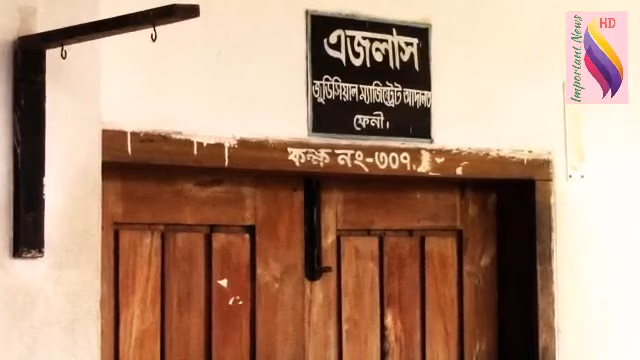 এজলাস
জুডিসিয়াল ম্যাজিস্ট্রেট আদালত
ফেনী।
কক্ষ নং-৩০৭.
Important News
HD